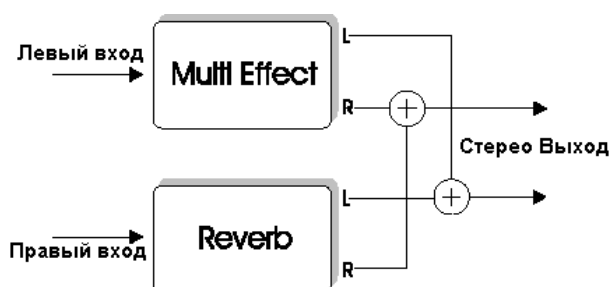 Левый вход
Multi Effect
L
R
Стерео Выход
L
Reverb
Правый вход
R